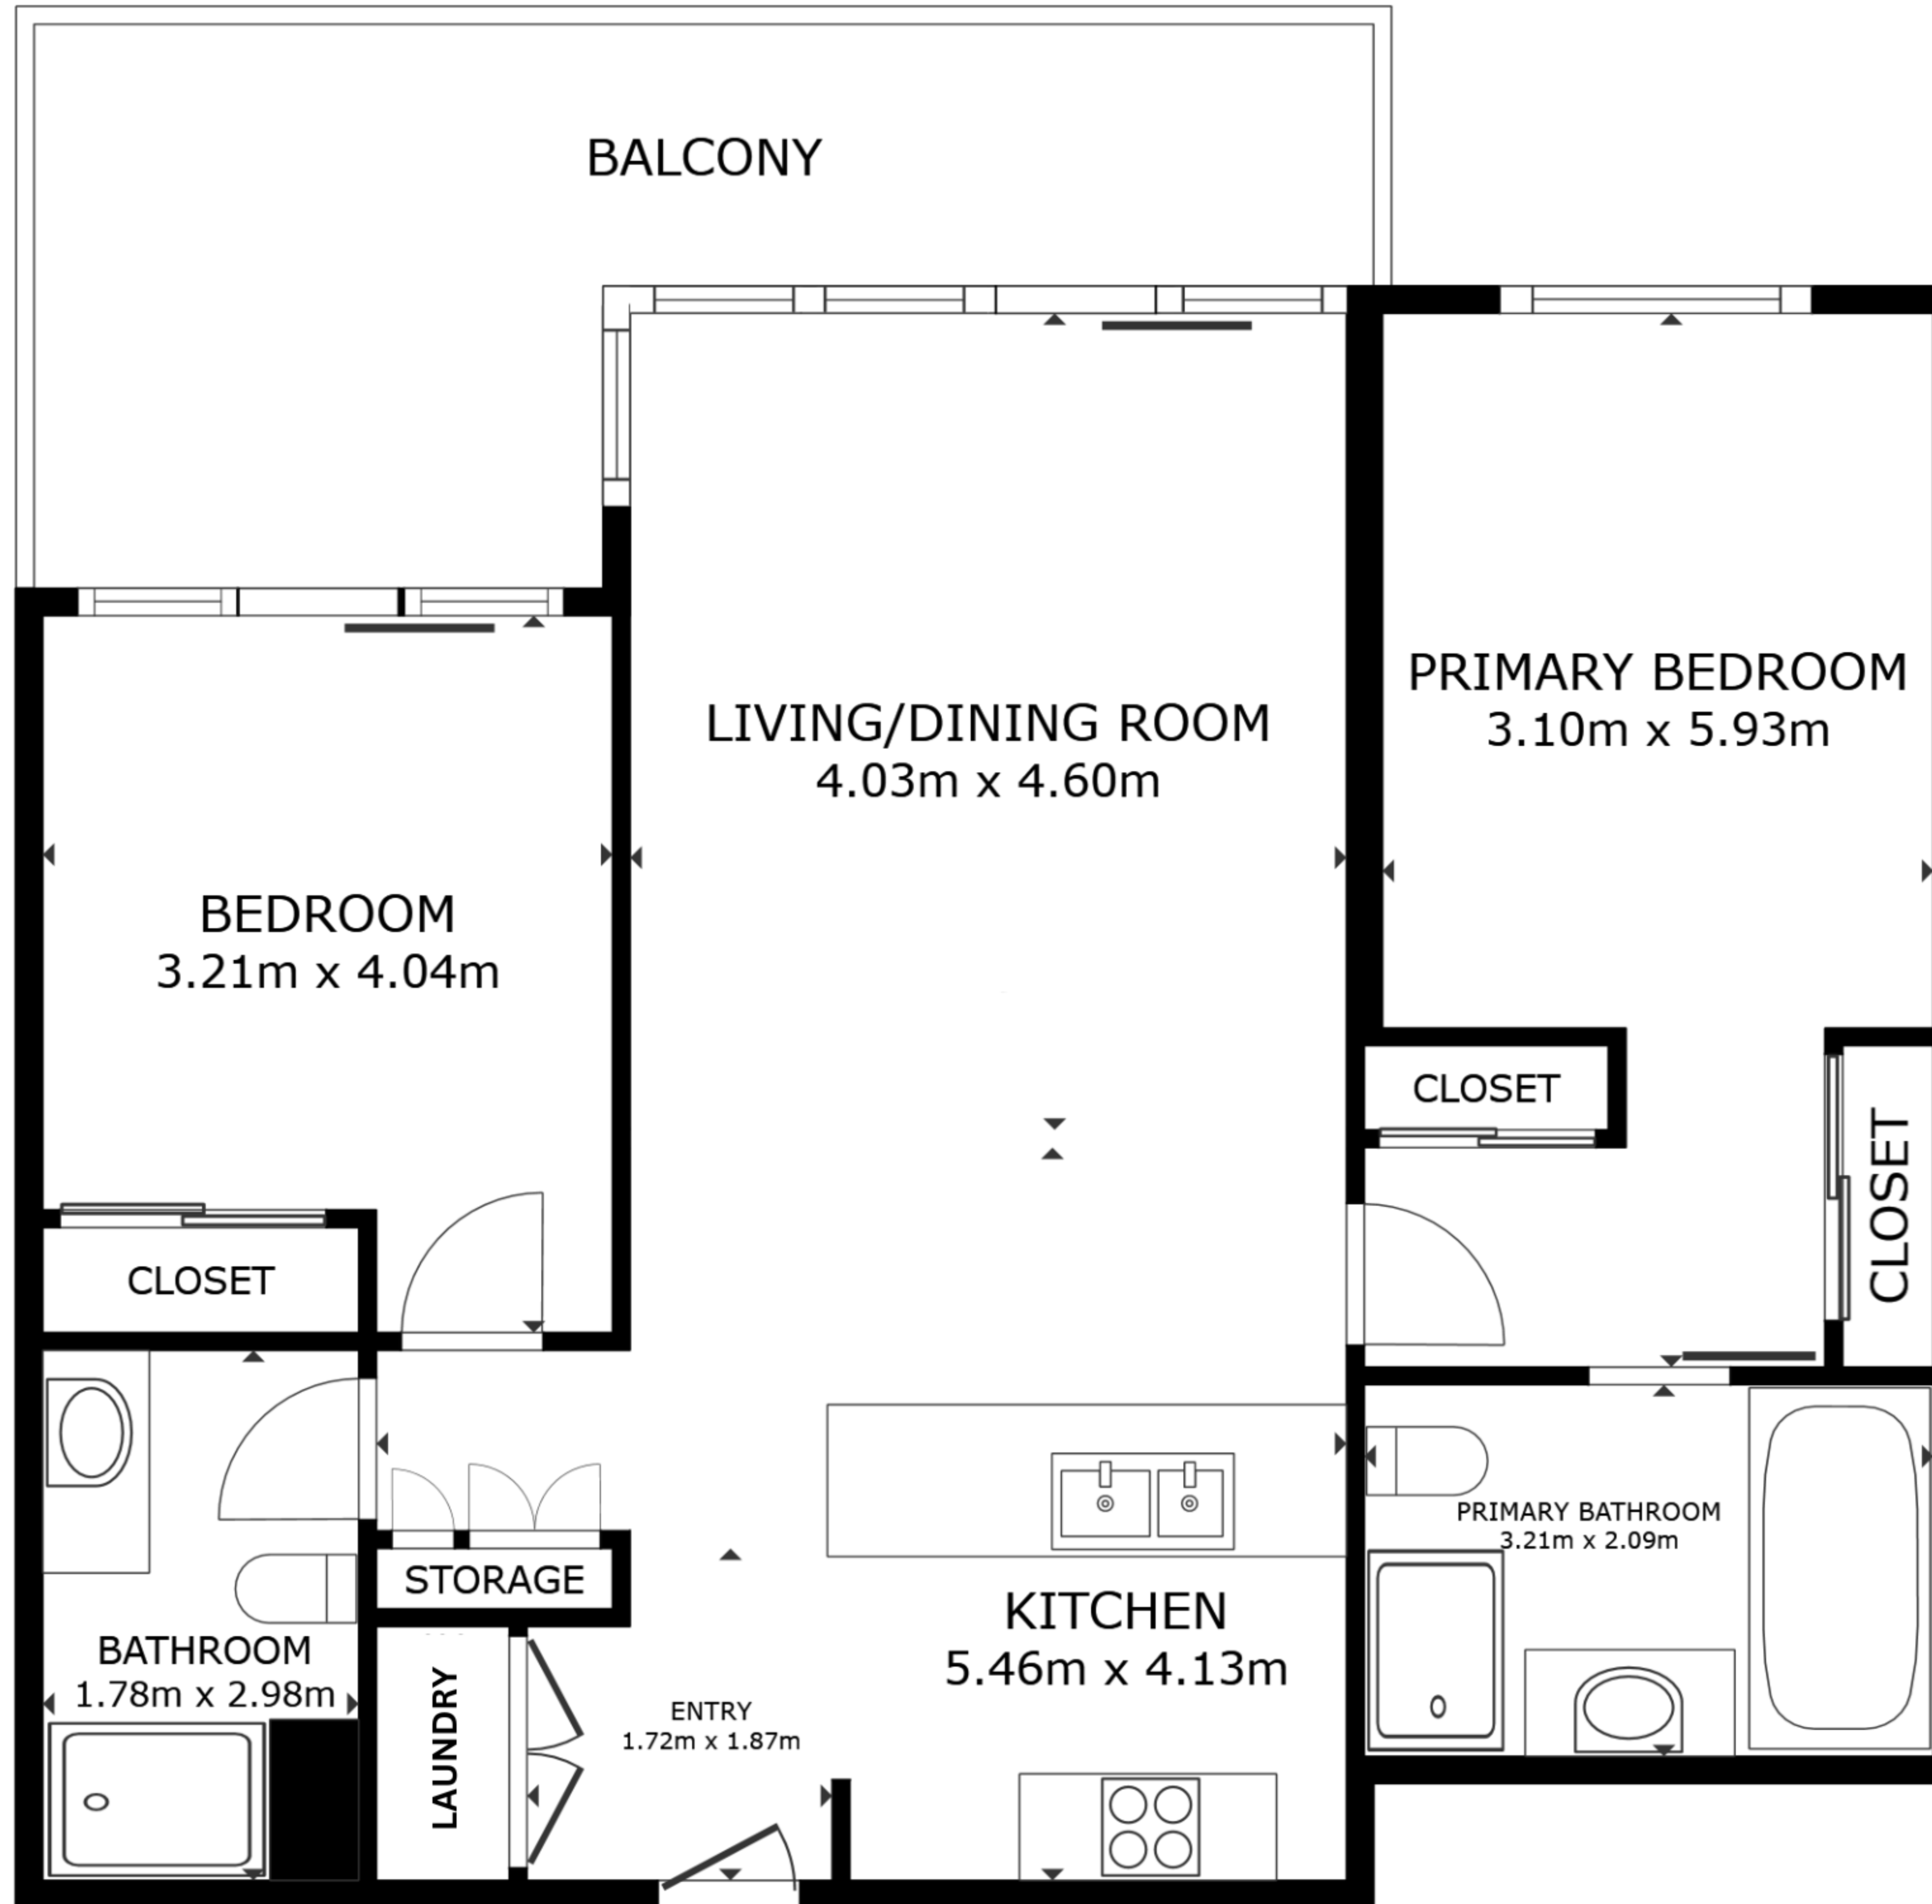 BALCONY
PRIMARY BEDROOM
3.10m x 5.93m
LIVING/DINING ROOM
4.03m x 4.60m
BEDROOM
3.21m x 4.04m
CLOSET
CLOSET
CLOSET
PRIMARY BATHROOM
3.21m x 2.09m
STORAGE
KITCHEN
5.46m x 4.13m
BATHROOM
1.78m x 2.98m
LAUNDRY
ENTRY
1.72m x 1.87m